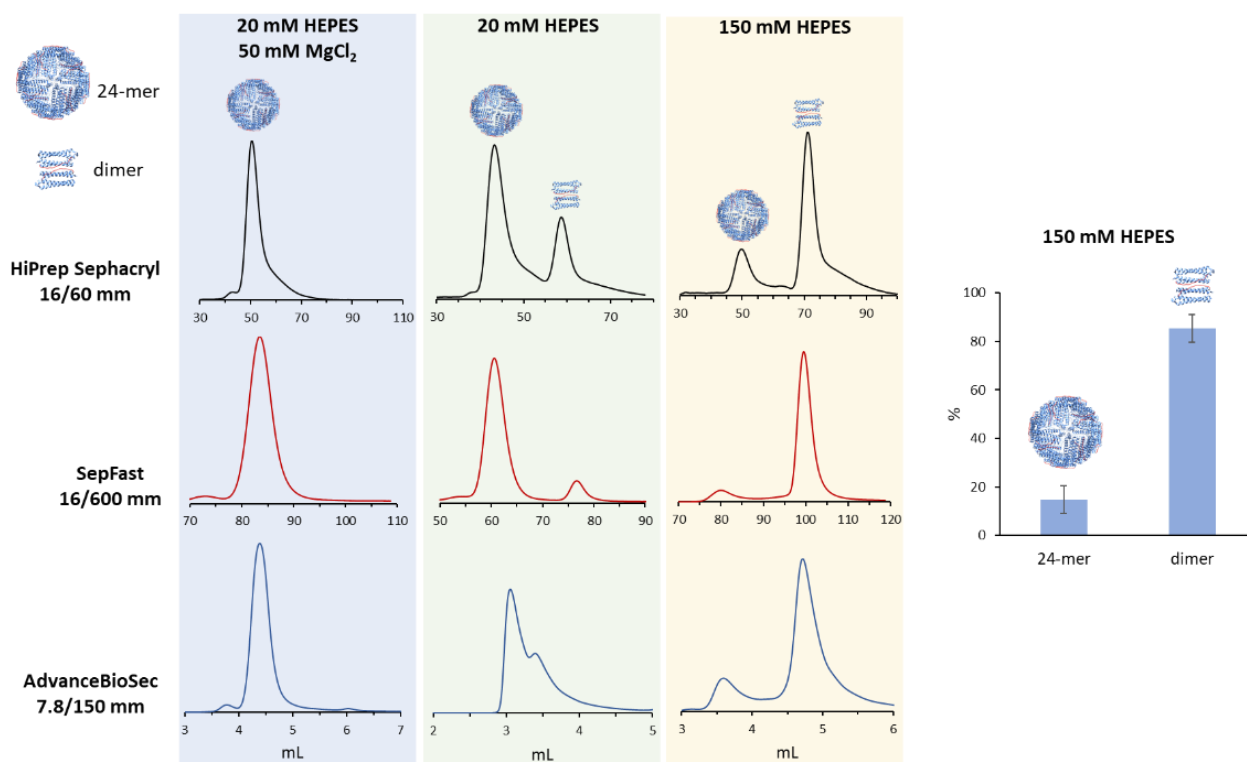 20 mM HEPES
50 mM MgCl₂
20 mM HEPES
150 mM HEPES
24-mer
dimer
HiPrep Sephacryl
16/60 mm
30 50 70 90 110
30 50 70
30 50 70 90
SepFast
16/600 mm
70 80 90 100 110
50 60 70 80 90
70 80 90 100 110 120
AdvanceBioSec
7.8/150 mm
3 4 5 6 7
mL
2 3 4 5
mL
3 4 5 6
mL
150 mM HEPES
100
80
60
40
20
0
%
24-mer dimer